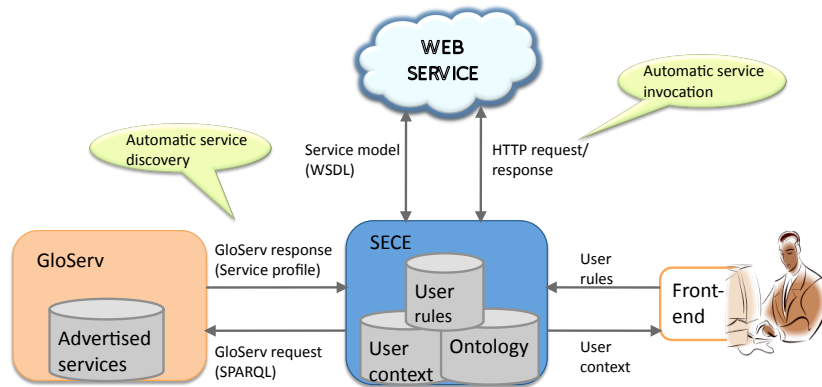 WEB
SERVICE
Automatic service
invocation
Automatic service
discovery
Service model
(WSDL)
HTTP request/
response
GloServ
GloServ response
(Service profile)
SECE
User
rules
Front-
end
User
rules
Advertised
services
GloServ request
(SPARQL)
User
context
Ontology
User
context